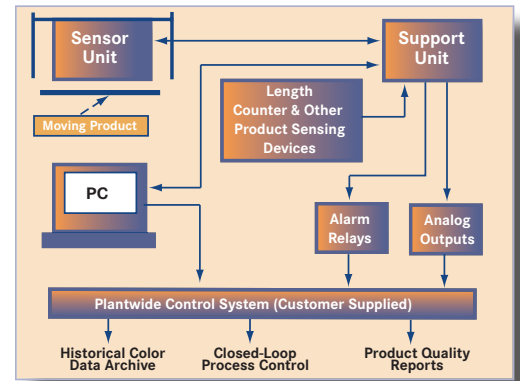 Sensor
Unit
Support
Unit
Moving Product
Length
Counter & Other
Product Sensing
Devices
PC
Alarm
Relays
Analog
Outputs
Plantwide Control System (Customer Supplied)
Historical Color
Data Archive
Closed-Loop
Process Control
Product Quality
Reports